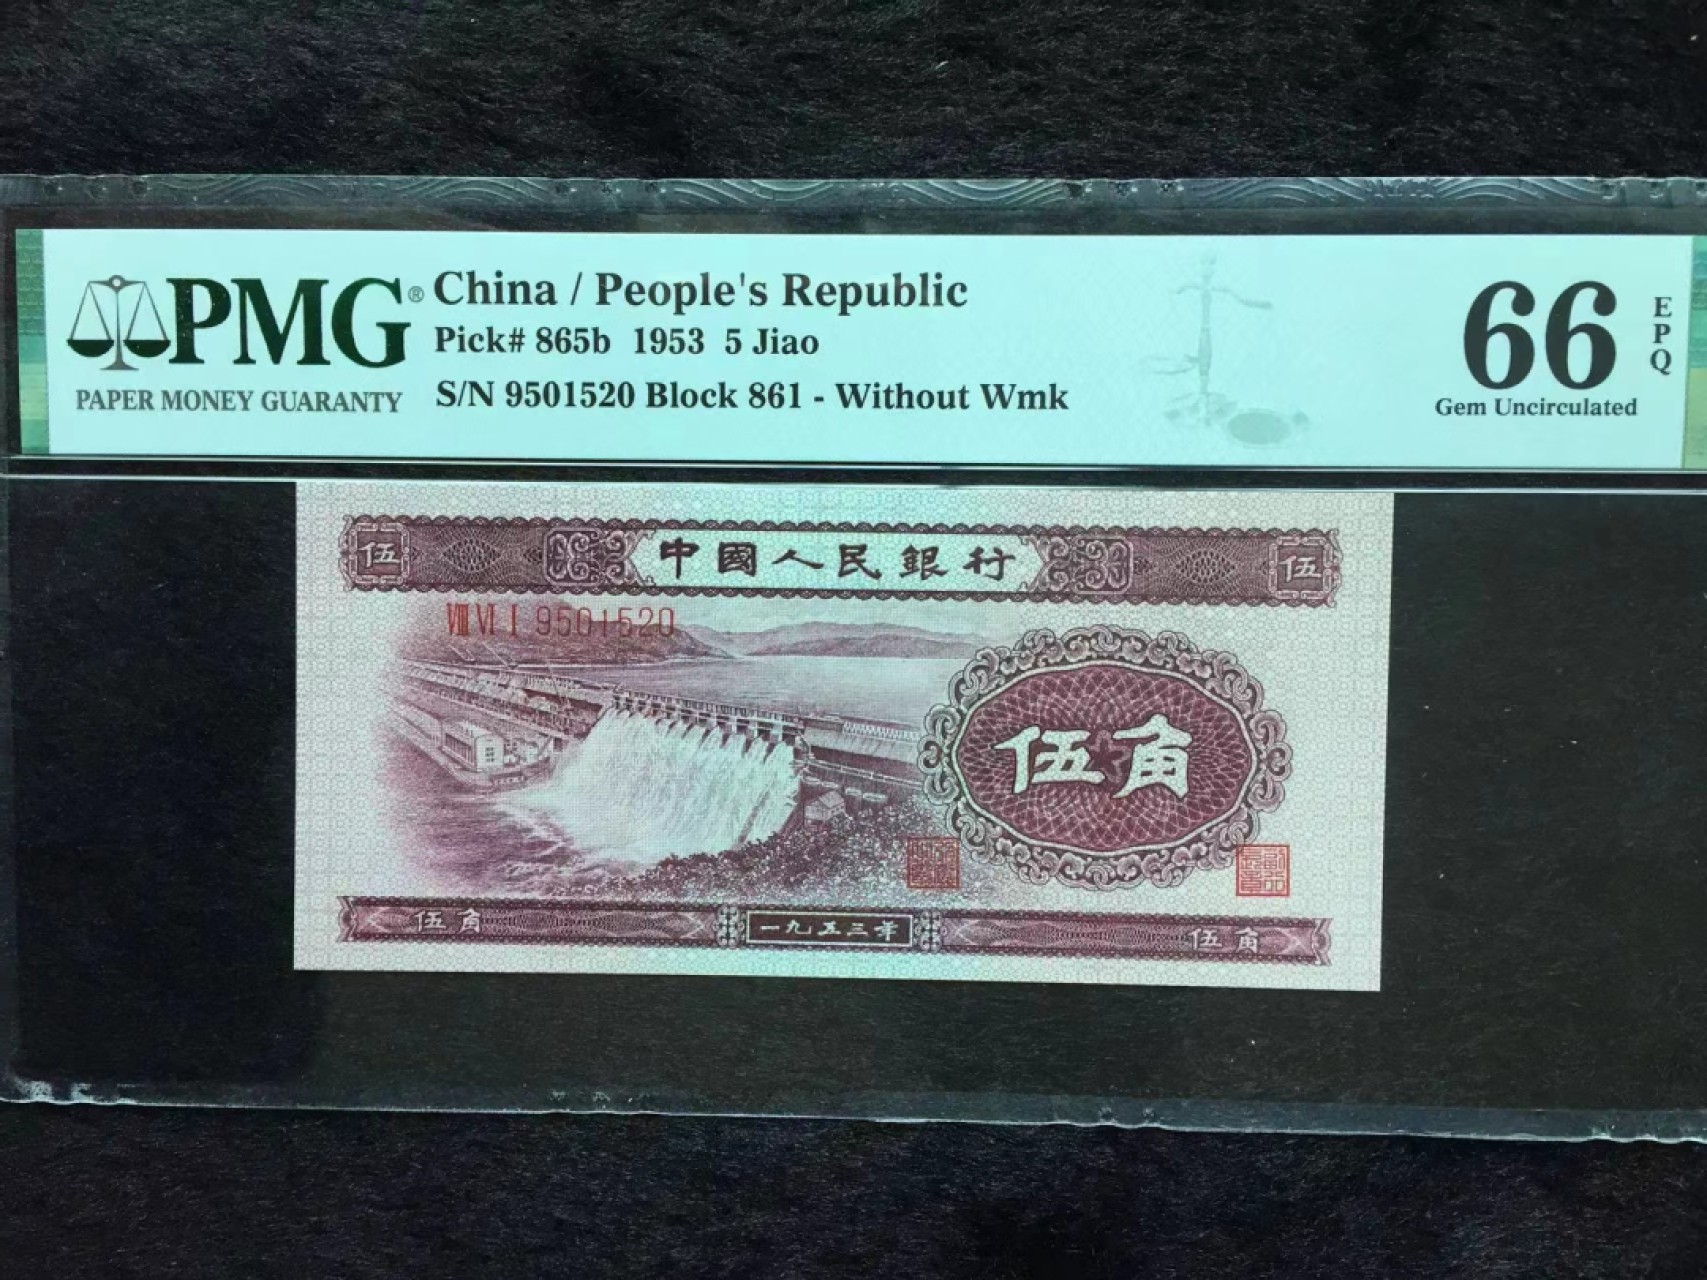 PMG®
PAPER MONEY GUARANTY
China / People's Republic
Pick# 865b 1953 5 Jiao
S/N 9501520 Block 861 - Without Wmk
66
EPQ
Gem Uncirculated
伍 中國人民銀行 伍
VIII VI I 9501520
伍角
伍角 一九五三年 伍角